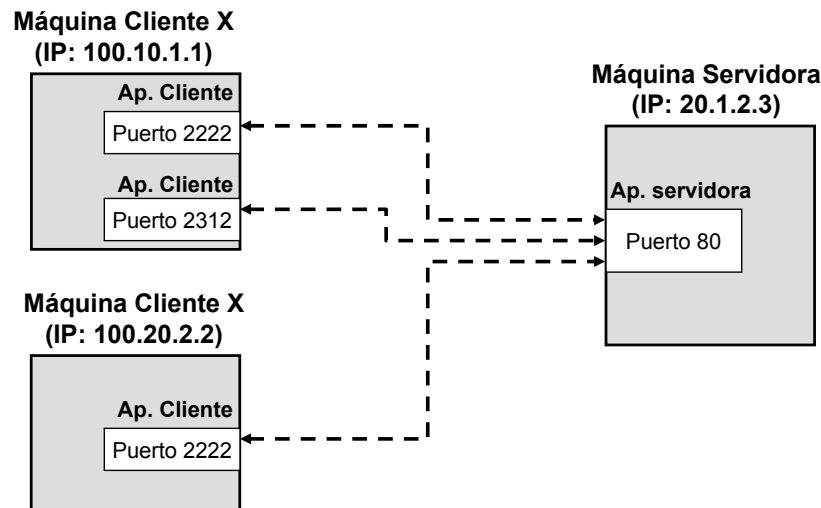 Máquina Cliente X
(IP: 100.10.1.1)
Ap. Cliente
Puerto 2222
Ap. Cliente
Puerto 2312
Máquina Servidora
(IP: 20.1.2.3)
Ap. servidora
Puerto 80
Máquina Cliente X
(IP: 100.20.2.2)
Ap. Cliente
Puerto 2222